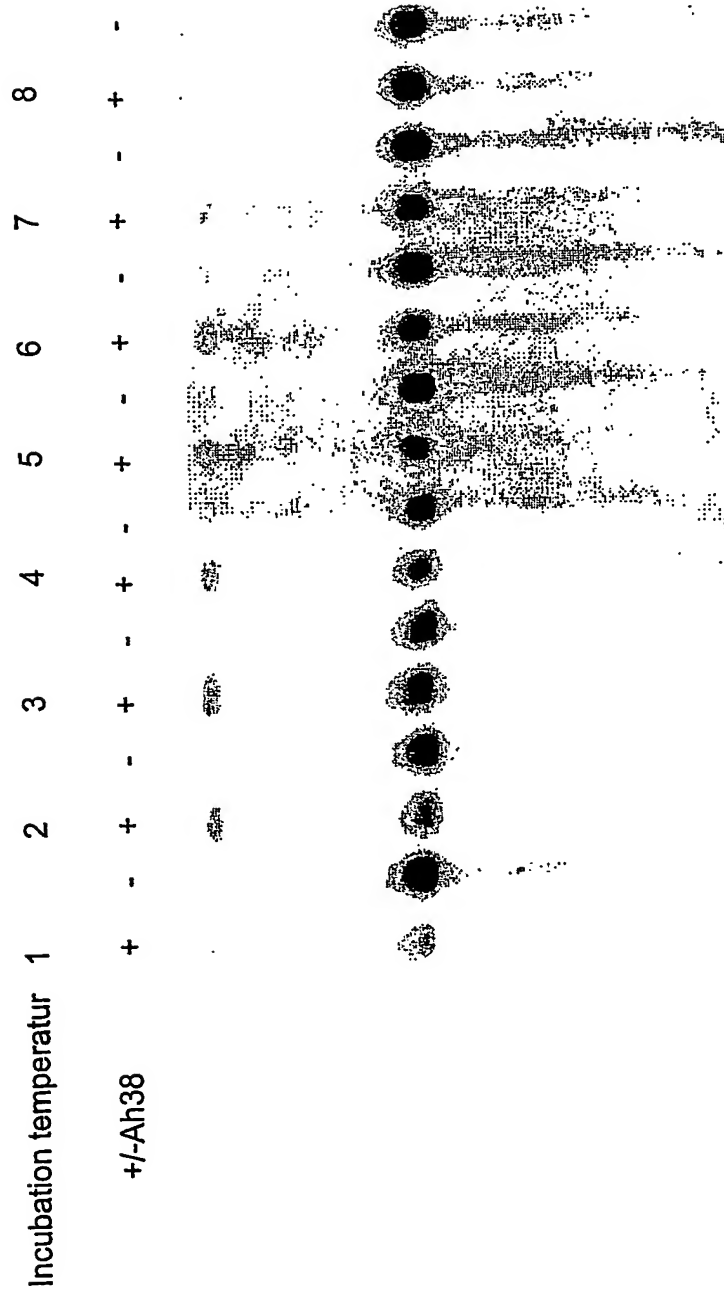 Incubation temperatur 1 2 3 4 5 6 7 8
+/-Ah38 + - + - + - + - + - + - + - + -